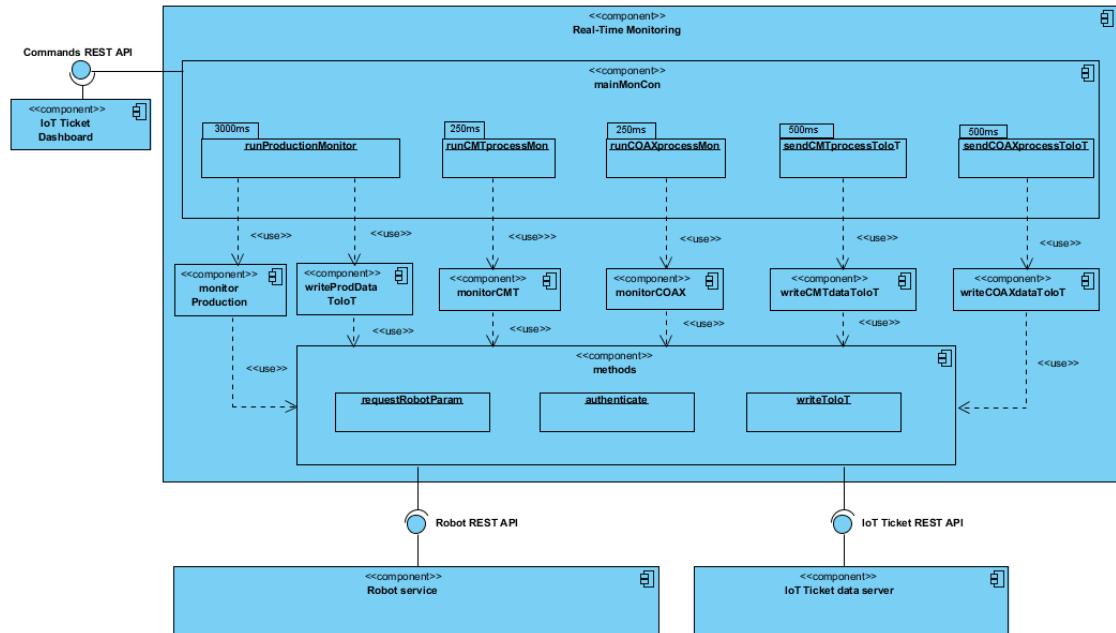 <<component>>
Real-Time Monitoring
Commands REST API
<<component>>
IoT Ticket
Dashboard
<<component>>
mainMonCon
3000ms
runProductionMonitor
250ms
runCMTprocessMon
250ms
runCOAXprocessMon
500ms
sendCMTprocessToIoT
500ms
sendCOAXprocessToIoT
<<use>>
<<use>>
<<use>>>
<<use>>
<<use>>
<<use>>
<<component>>
monitor
Production
<<component>>
writeProdData
ToIoT
<<component>>
monitorCMT
<<component>>
monitorCOAX
<<component>>
writeCMTdataToIoT
<<component>>
writeCOAXdataToIoT
<<use>>
<<use>>
<<use>>
<<use>>
<<use>>
<<use>>
<<component>>
methods
requestRobotParam
authenticate
writeToIoT
Robot REST API
IoT Ticket REST API
<<component>>
Robot service
<<component>>
IoT Ticket data server